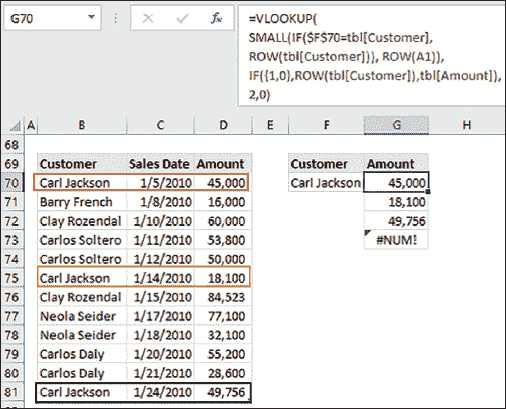 G70
fx
=VLOOKUP(
SMALL(IF($F$70=tbl[Customer],
ROW(tbl[Customer])), ROW(A1)),
IF({1,0},ROW(tbl[Customer]),tbl[Amount]),
2,0)
A B C D E F G H
68
69 Customer Sales Date Amount Customer Amount
70 Carl Jackson 1/5/2010 45,000 Carl Jackson 45,000
71 Barry French 1/8/2010 16,000 18,100
72 Clay Rozendal 1/10/2010 60,000 49,756
73 Carlos Soltero 1/11/2010 53,800 #NUM!
74 Carlos Soltero 1/12/2010 50,000
75 Carl Jackson 1/14/2010 18,100
76 Clay Rozendal 1/15/2010 84,523
77 Neola Seider 1/17/2010 77,100
78 Neola Seider 1/18/2010 32,100
79 Carlos Daly 1/20/2010 55,200
80 Carlos Daly 1/21/2010 28,600
81 Carl Jackson 1/24/2010 49,756